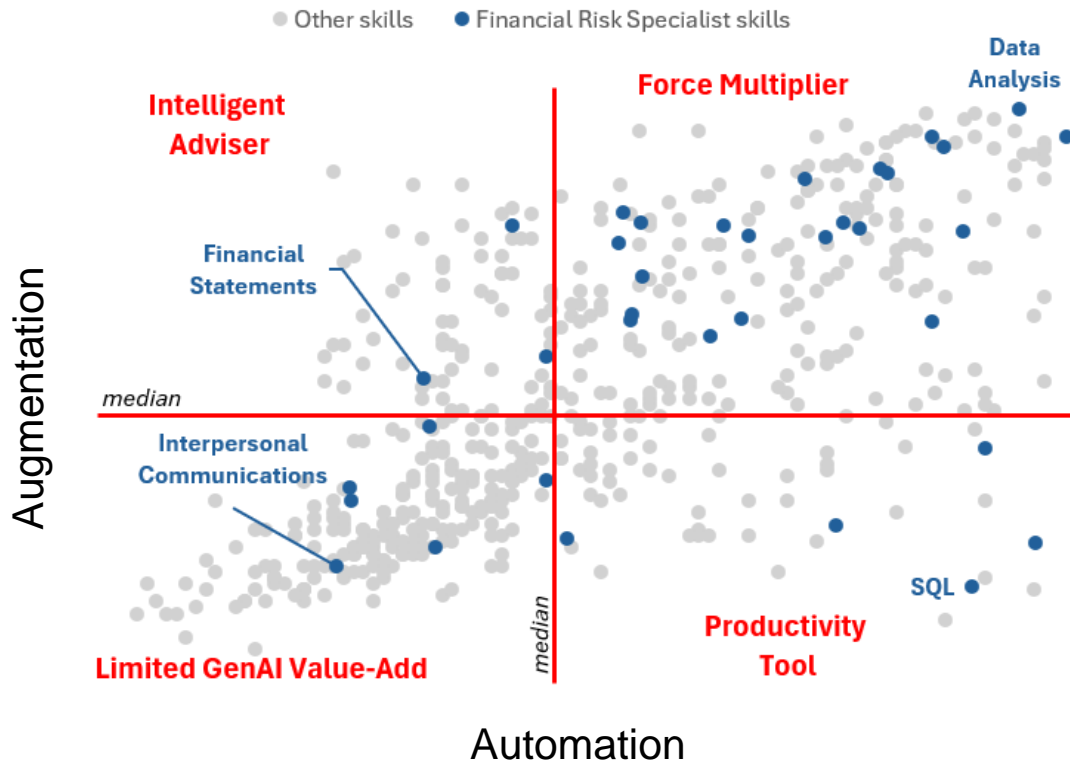 Other skills
Financial Risk Specialist skills
Data
Analysis
Force Multiplier
Intelligent
Adviser
Financial
Statements
median
Interpersonal
Communications
Augmentation
SQL
median
Productivity
Tool
Limited GenAI Value-Add
Automation